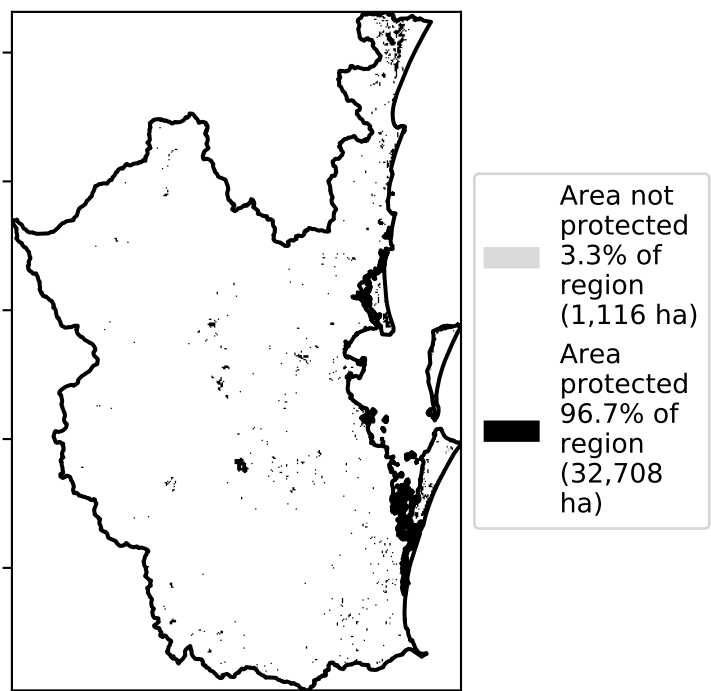 Area not
protected
3.3% of
region
(1,116 ha)
Area
protected
96.7% of
region
(32,708
ha)